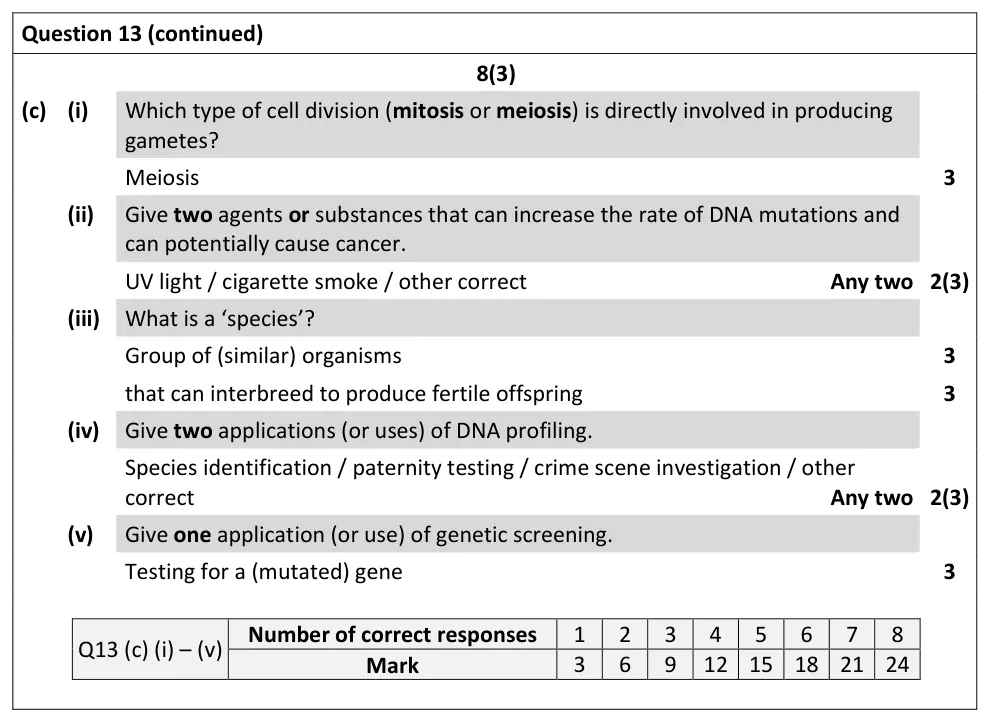 Question 13 (continued)
8(3)
(c) (i) Which type of cell division (mitosis or meiosis) is directly involved in producing
gametes?
Meiosis 3
(ii) Give two agents or substances that can increase the rate of DNA mutations and
can potentially cause cancer.
UV light / cigarette smoke / other correct Any two 2(3)
(iii) What is a ‘species’?
Group of (similar) organisms 3
that can interbreed to produce fertile offspring 3
(iv) Give two applications (or uses) of DNA profiling.
Species identification / paternity testing / crime scene investigation / other
correct Any two 2(3)
(v) Give one application (or use) of genetic screening.
Testing for a (mutated) gene 3
Q13 (c) (i) – (v) Number of correct responses 1 2 3 4 5 6 7 8
Mark 3 6 9 12 15 18 21 24